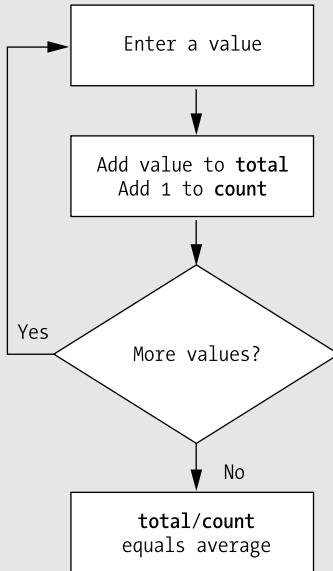 Enter a value
Add value to total
Add 1 to count
More values?
Yes
No
total/count
equals average